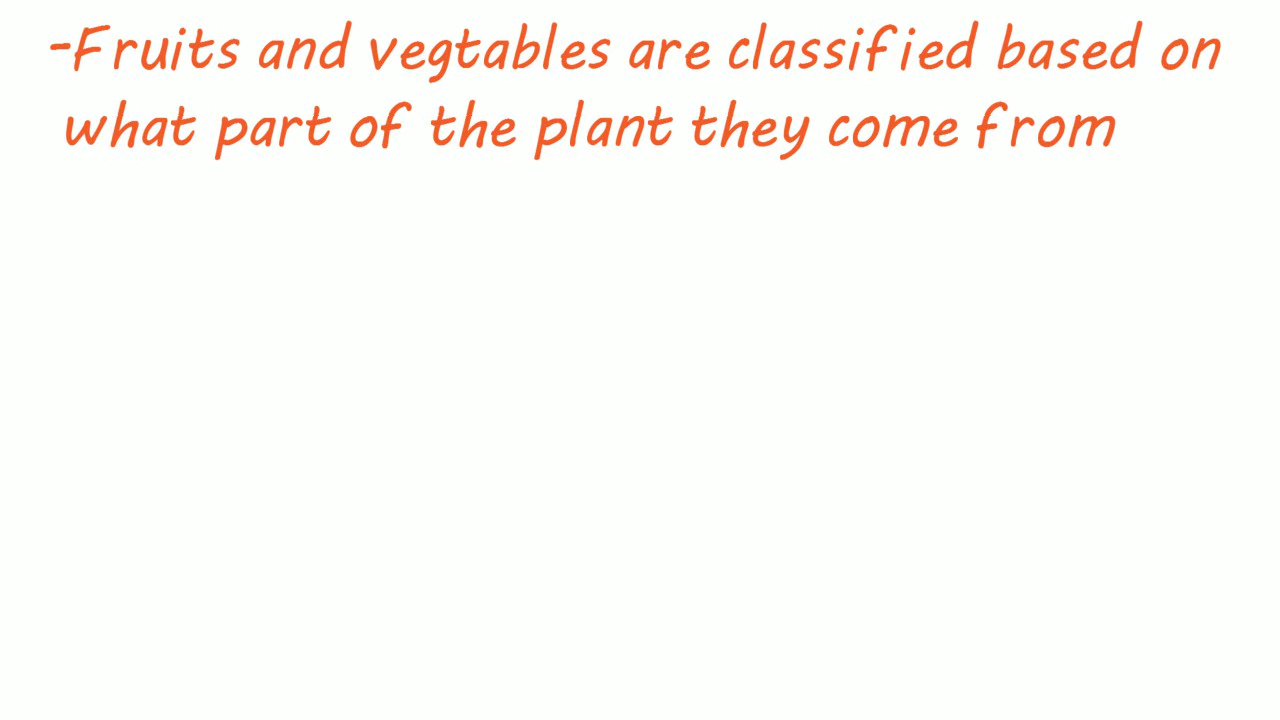 -Fruits and vegtables are classified based on
what part of the plant they come from